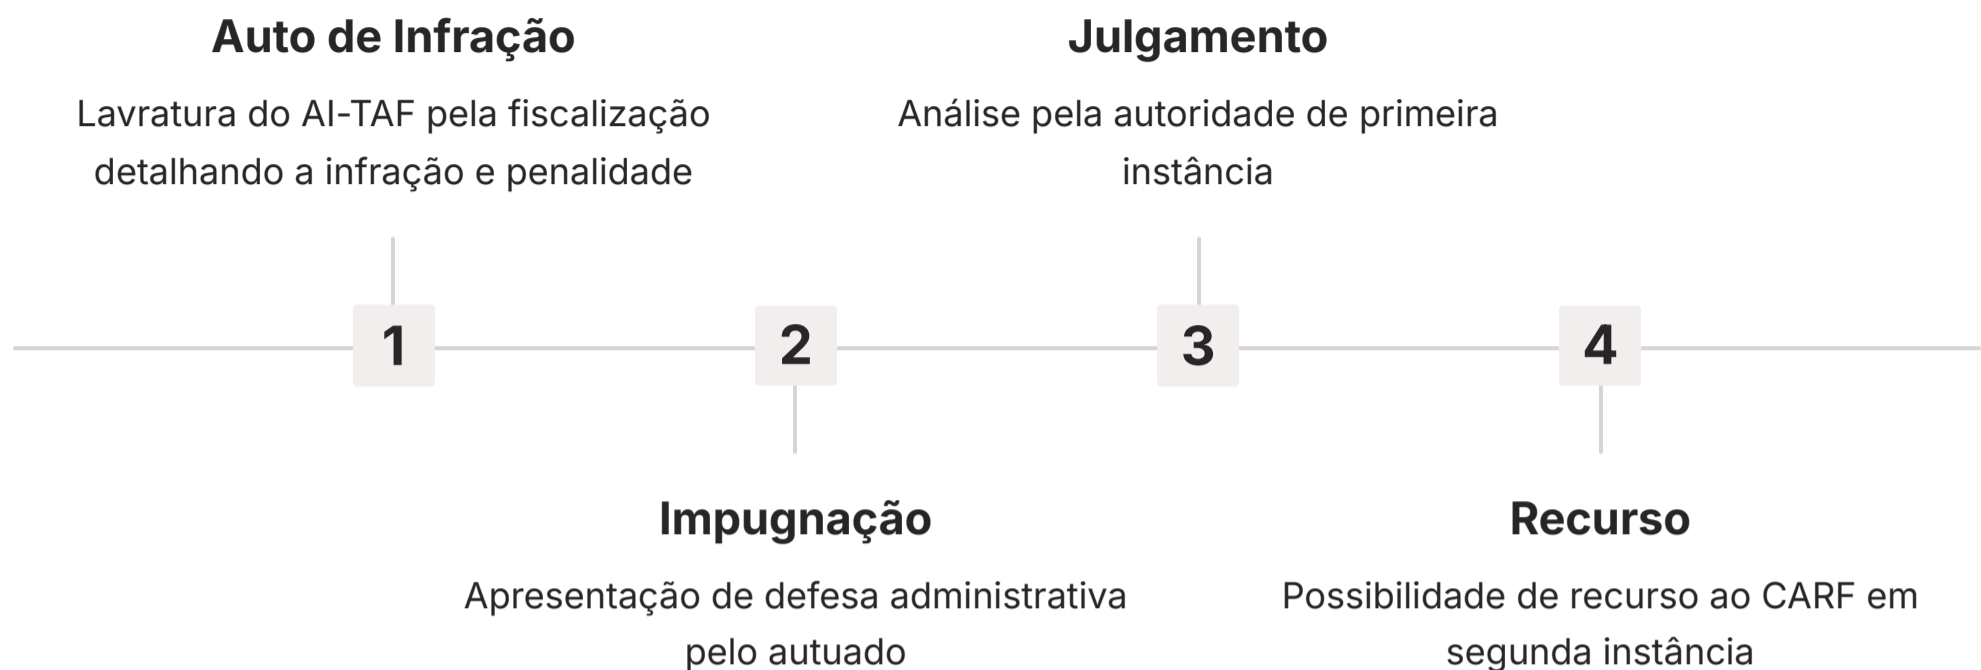 Auto de Infração
Lavratura do AI-TAF pela fiscalização
detalhando a infração e penalidade
Julgamento
Análise pela autoridade de primeira
instância
1
2
3
4
Impugnação
Apresentação de defesa administrativa
pelo autuado
Recurso
Possibilidade de recurso ao CARF em
segunda instância